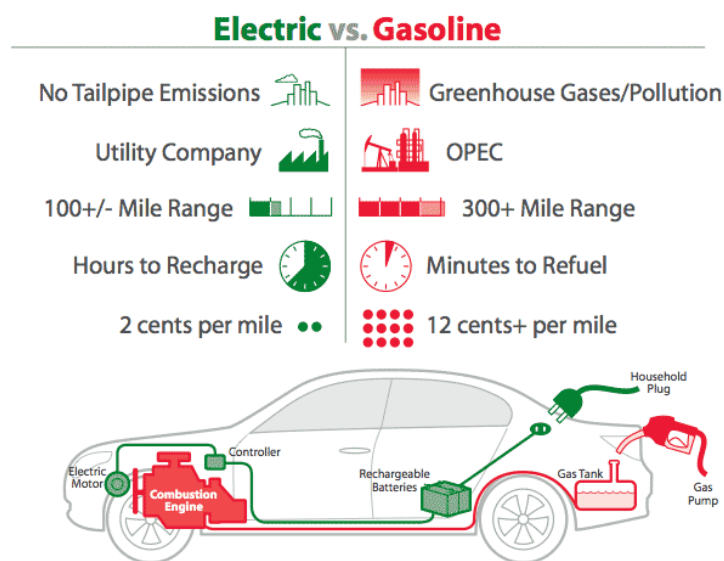 Electric vs. Gasoline
No Tailpipe Emissions
Greenhouse Gases/Pollution
Utility Company
OPEC
100+/- Mile Range
300+ Mile Range
Hours to Recharge
Minutes to Refuel
2 cents per mile
12 cents+ per mile
Household
Plug
Controller
Electric
Motor
Combustion
Engine
Rechargeable
Batteries
Gas Tank
Gas
Pump